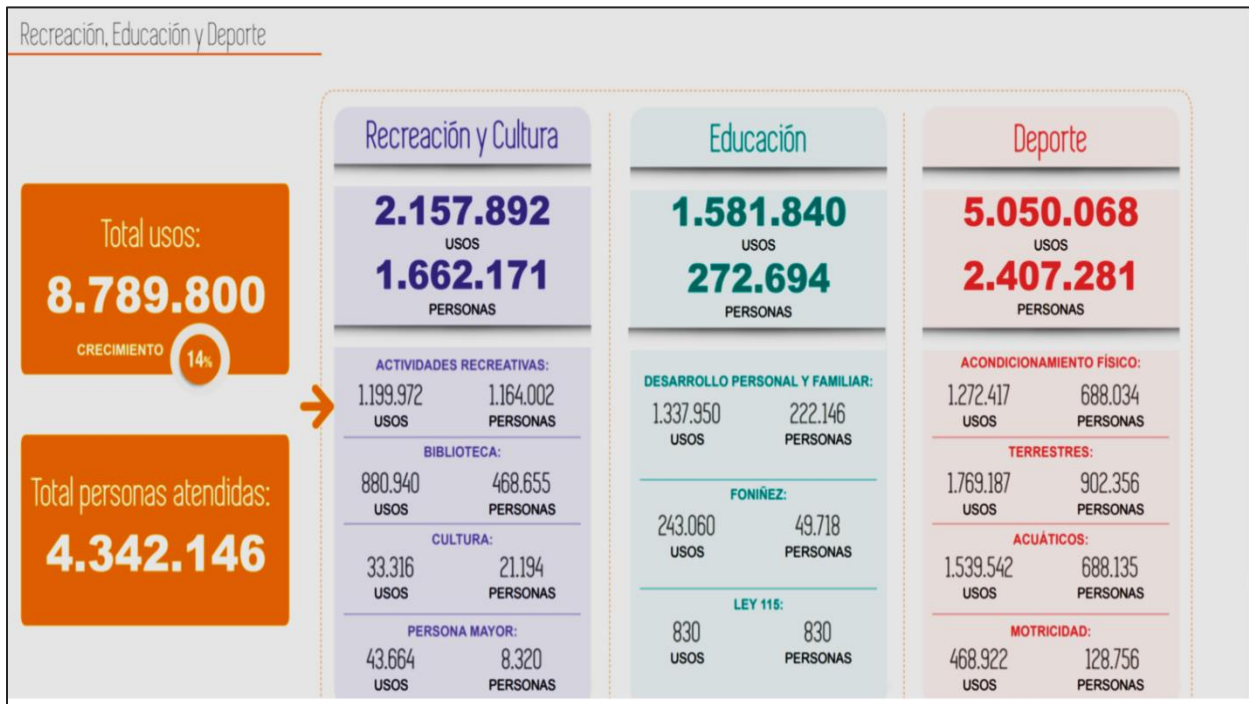 Recreación, Educación y Deporte
Total usos:
8.789.800
CRECIMIENTO 14%
Total personas atendidas:
4.342.146
Recreación y Cultura
2.157.892
USOS
1.662.171
PERSONAS
ACTIVIDADES RECREATIVAS:
1.199.972 1.164.002
USOS PERSONAS
BIBLIOTECA:
880.940 468.655
USOS PERSONAS
CULTURA:
33.316 21.194
USOS PERSONAS
PERSONA MAYOR:
43.664 8.320
USOS PERSONAS
Educación
1.581.840
USOS
272.694
PERSONAS
DESARROLLO PERSONAL Y FAMILIAR:
1.337.950 222.146
USOS PERSONAS
FONIÑEZ:
243.060 49.718
USOS PERSONAS
LEY 115:
830 830
USOS PERSONAS
Deporte
5.050.068
USOS
2.407.281
PERSONAS
ACONDICIONAMIENTO FÍSICO:
1.272.417 688.034
USOS PERSONAS
TERRESTRES:
1.769.187 902.356
USOS PERSONAS
ACUÁTICOS:
1.539.542 688.135
USOS PERSONAS
MOTRICIDAD:
468.922 128.756
USOS PERSONAS